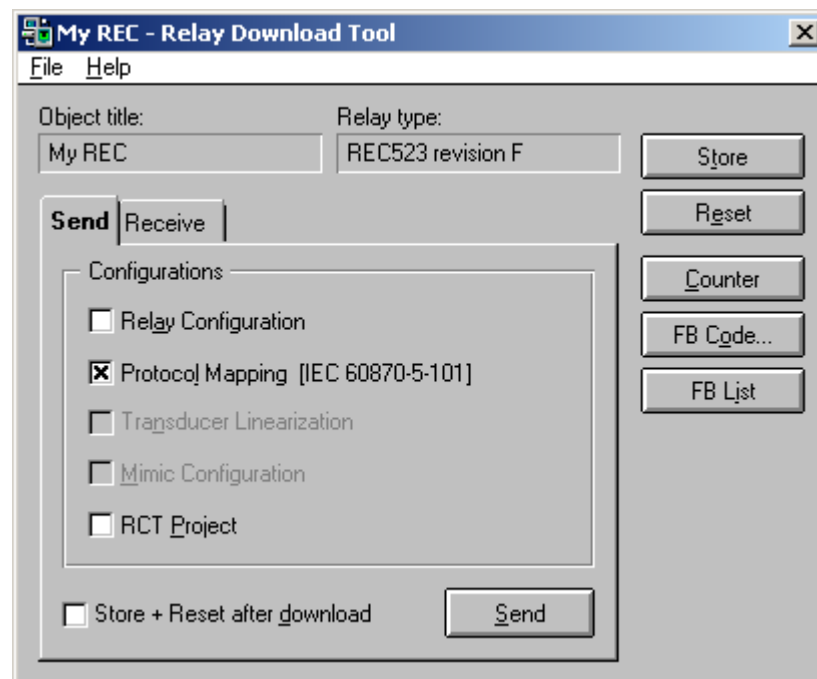 My REC - Relay Download Tool
File Help
Object title:
Relay type:
My REC
REC523 revision F
Store
Reset
Counter
FB Code...
FB List
Send
Receive
Configurations
Relay Configuration
Protocol Mapping [IEC 60870-5-101]
Transducer Linearization
Mimic Configuration
RCT Project
Store + Reset after download
Send